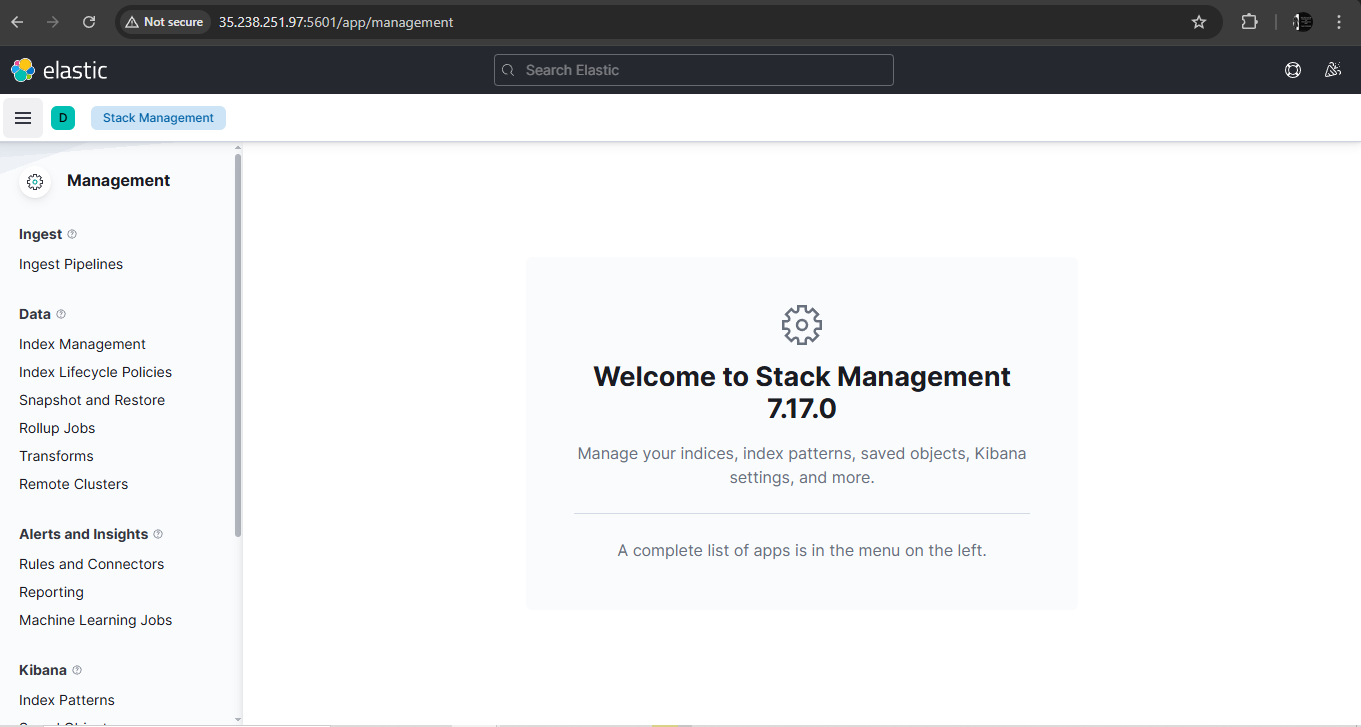 Not secure
35.238.251.97:5601/app/management
elastic
Search Elastic
D
Stack Management
Management
Ingest
Ingest Pipelines
Data
Index Management
Index Lifecycle Policies
Snapshot and Restore
Rollup Jobs
Transforms
Remote Clusters
Alerts and Insights
Rules and Connectors
Reporting
Machine Learning Jobs
Kibana
Index Patterns
Welcome to Stack Management
7.17.0
Manage your indices, index patterns, saved objects, Kibana
settings, and more.
A complete list of apps is in the menu on the left.